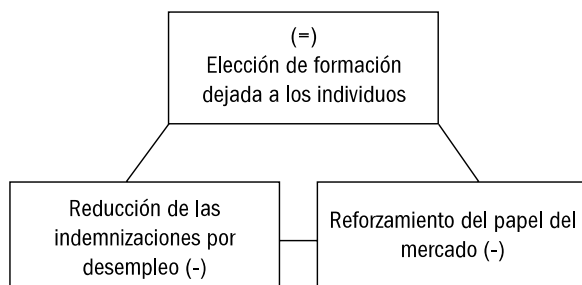 (=)
Elección de formación
dejada a los individuos
Reducción de las
indemnizaciones por
desempleo (-)
Reforzamiento del papel del
mercado (-)